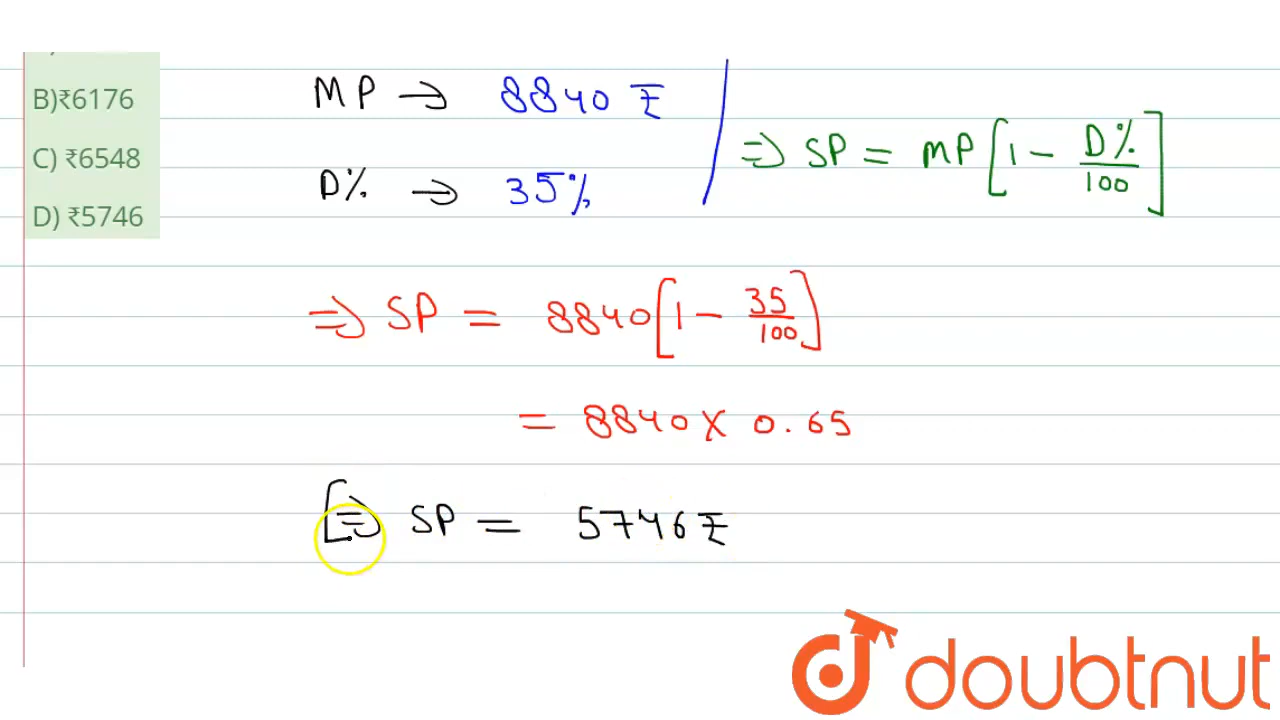 B)₹6176
C) ₹6548
D) ₹5746
MP → 8840 ₹
D% → 35%
⇒ SP = MP [1 - D%/100]
⇒ SP = 8840 [1 - 35/100]
= 8840 X 0.65
[⇒ SP = 5746 ₹
doubtnut